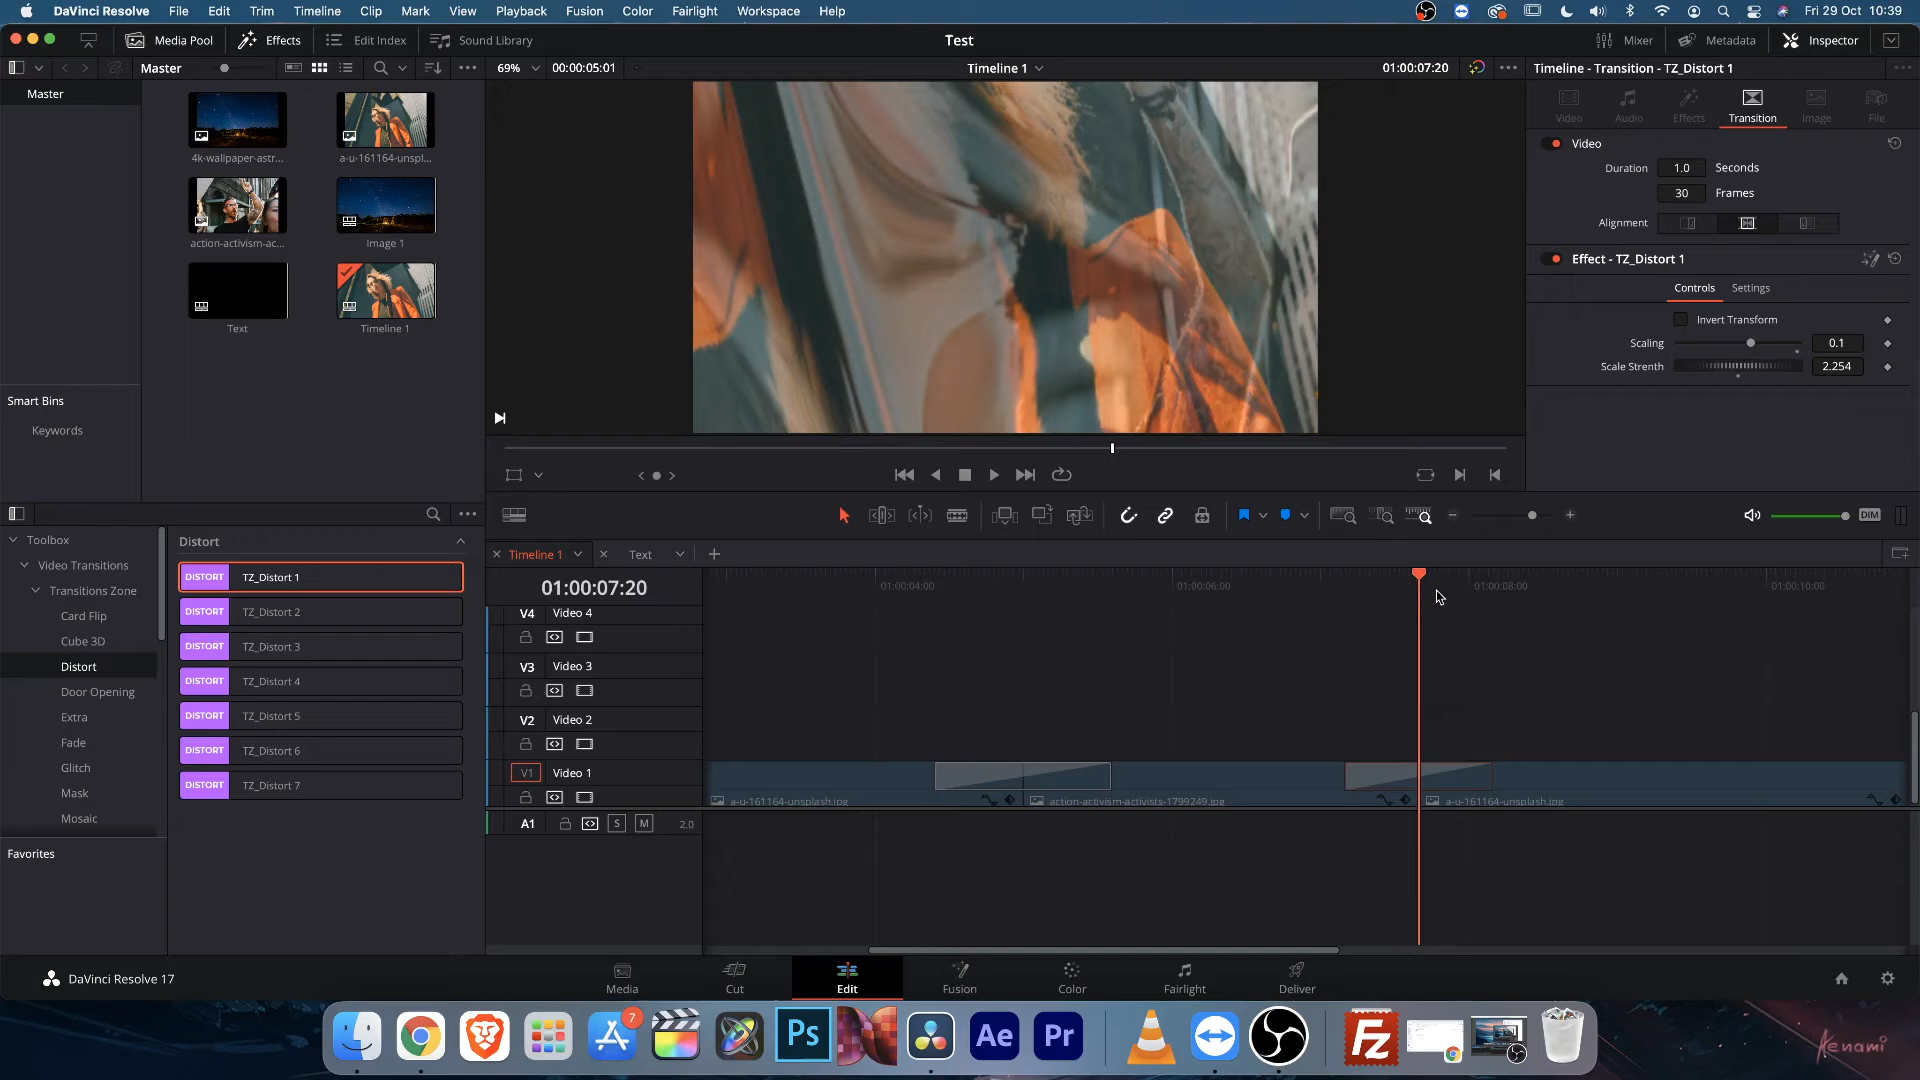 DaVinci Resolve File Edit Trim Timeline Clip Mark View Playback Fusion Color Fairlight Workspace Help Fri 29 Oct 10:39
Media Pool Effects Edit Index Sound Library Test Mixer Metadata Inspector
Master 69% 00:00:05:01 Timeline 1 01:00:07:20 Timeline - Transition - TZ_Distort 1
Master
Video Audio Effects Transition Image File
4k-wallpaper-astr... a-u-161164-unspl...
Video
Duration 1.0 Seconds
30 Frames
Alignment
action-activism-ac... Image 1
Effect - TZ_Distort 1
Controls Settings
Invert Transform
Text Timeline 1
Scaling 0.1
Scale Strenth 2.254
Smart Bins
Keywords
DIM
Toolbox
Video Transitions
Transitions Zone
Card Flip
Cube 3D
Distort
Door Opening
Extra
Fade
Glitch
Mask
Mosaic
Favorites
Distort
DISTORT TZ_Distort 1
DISTORT TZ_Distort 2
DISTORT TZ_Distort 3
DISTORT TZ_Distort 4
DISTORT TZ_Distort 5
DISTORT TZ_Distort 6
DISTORT TZ_Distort 7
Timeline 1 Text
01:00:07:20 01:00:04:00 01:00:06:00 01:00:08:00 01:00:10:00
V4 Video 4
V3 Video 3
V2 Video 2
V1 Video 1
a-u-161164-unsplash.jpg action-activism-activists-1799249.jpg a-u-161164-unsplash.jpg
A1 S M 2.0
DaVinci Resolve 17 Media Cut Edit Fusion Color Fairlight Deliver
7 Ps Ae Pr Fz
Kenami